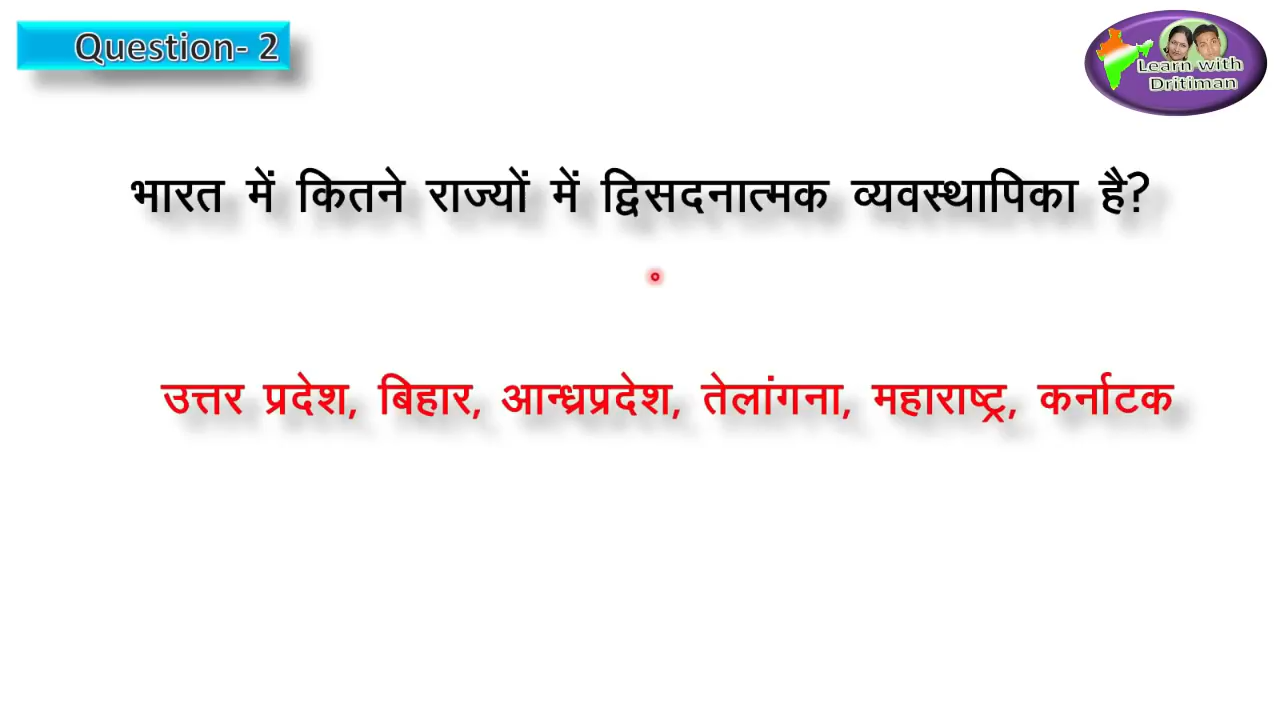 Question- 2
Learn with
Dritiman
भारत में कितने राज्यों में द्विसदनात्मक व्यवस्थापिका है?
उत्तर प्रदेश, बिहार, आन्ध्रप्रदेश, तेलांगना, महाराष्ट्र, कर्नाटक